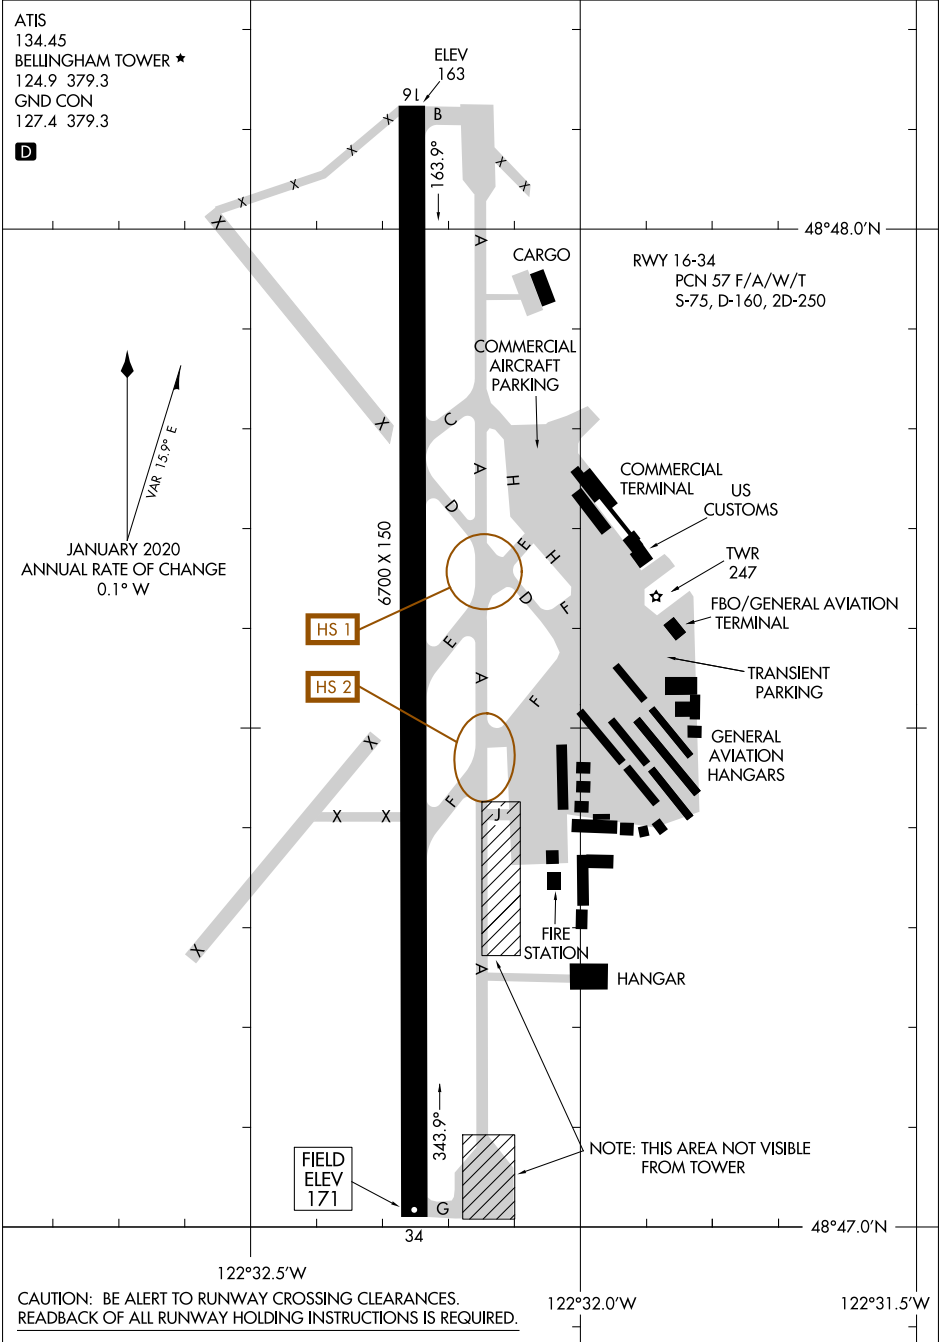 ATIS
134.45
BELLINGHAM TOWER ★
124.9 379.3
GND CON
127.4 379.3
D
ELEV
163
16
B
X
X
X
X
X
X
X
163.9°
A
48°48.0'N
CARGO
RWY 16-34
PCN 57 F/A/W/T
S-75, D-160, 2D-250
COMMERCIAL
AIRCRAFT
PARKING
VAR 15.9° E
JANUARY 2020
ANNUAL RATE OF CHANGE
0.1° W
X
C
A
H
D
COMMERCIAL
TERMINAL
US
CUSTOMS
6700 X 150
E
H
D
F
TWR
247
HS 1
FBO/GENERAL AVIATION
TERMINAL
E
A
HS 2
F
TRANSIENT
PARKING
X
GENERAL
AVIATION
HANGARS
F
J
X
X
X
FIRE
STATION
A
HANGAR
343.9°
NOTE: THIS AREA NOT VISIBLE
FROM TOWER
FIELD
ELEV
171
G
34
48°47.0'N
122°32.5'W
122°32.0'W
122°31.5'W
CAUTION: BE ALERT TO RUNWAY CROSSING CLEARANCES.
READBACK OF ALL RUNWAY HOLDING INSTRUCTIONS IS REQUIRED.